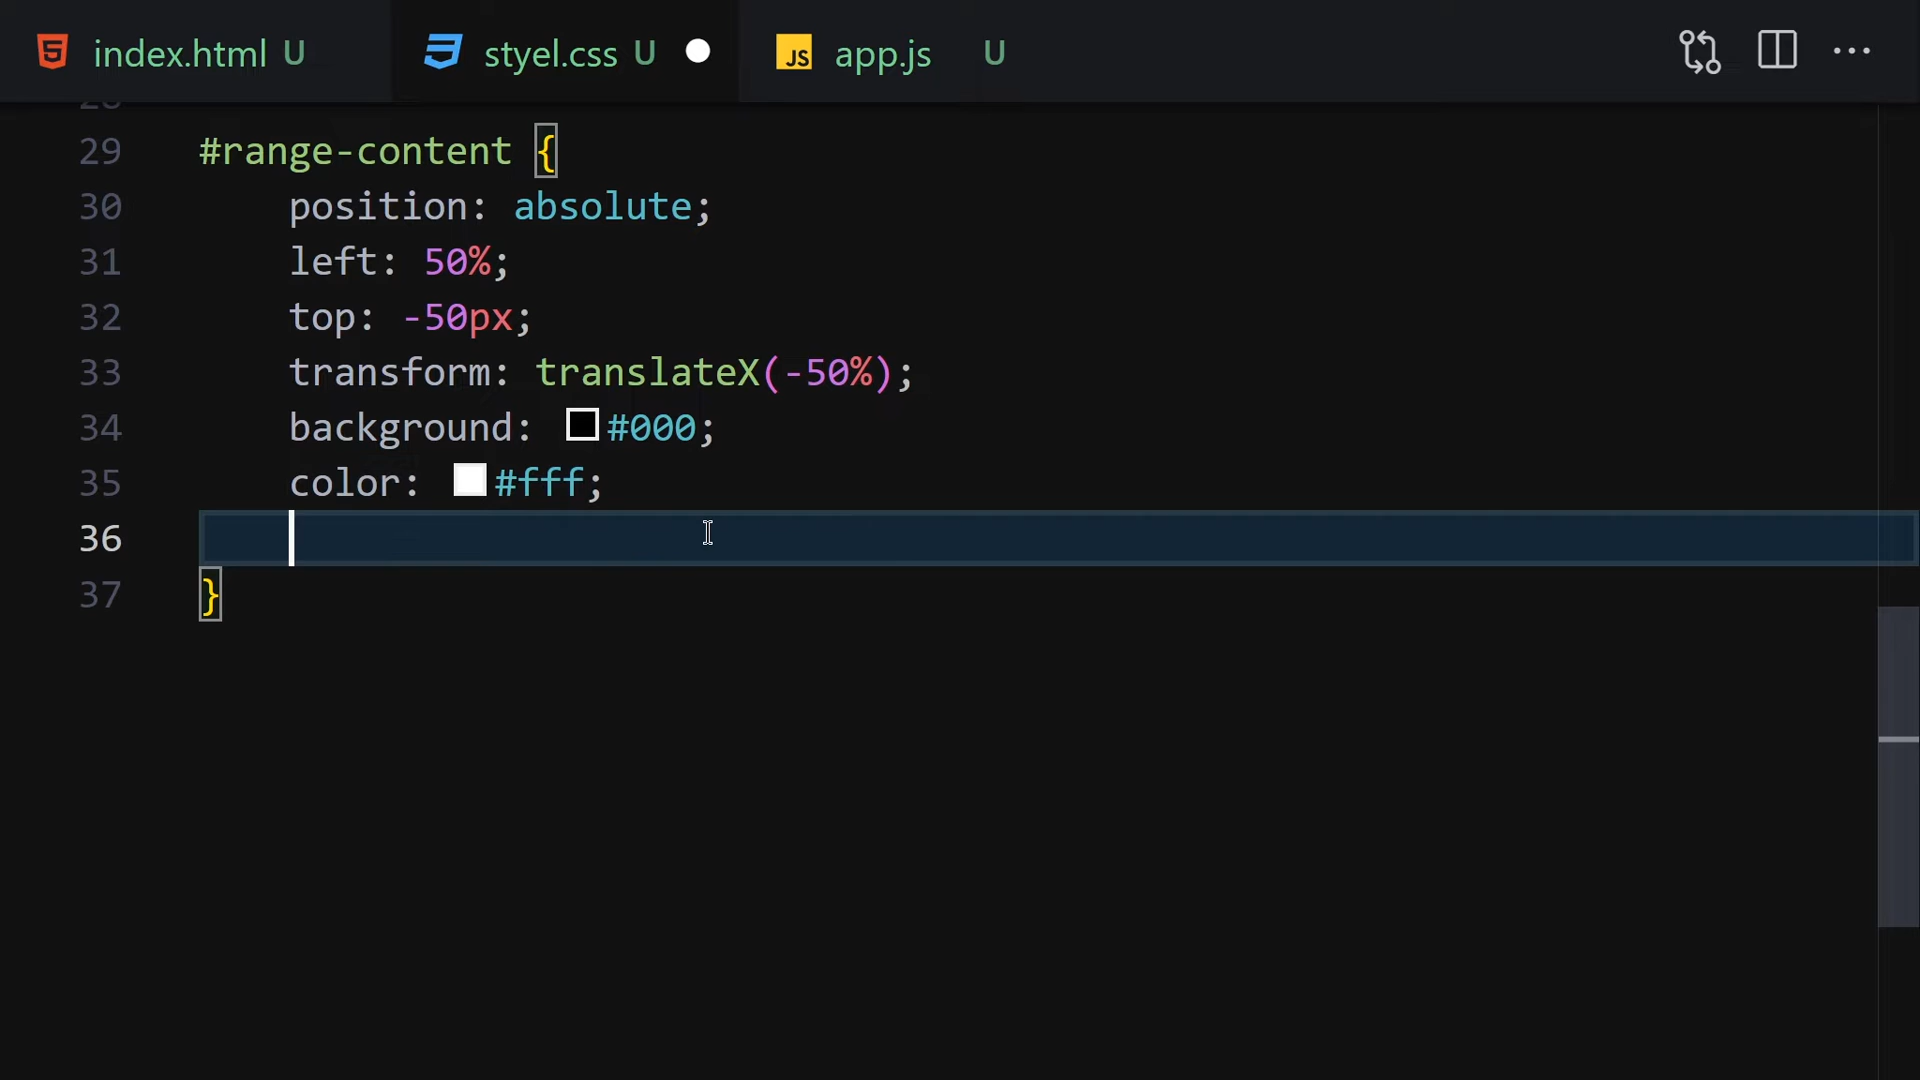 index.html U styel.css U JS app.js U
29 #range-content {
30 position: absolute;
31 left: 50%;
32 top: -50px;
33 transform: translateX(-50%);
34 background: #000;
35 color: #fff;
36
37 }